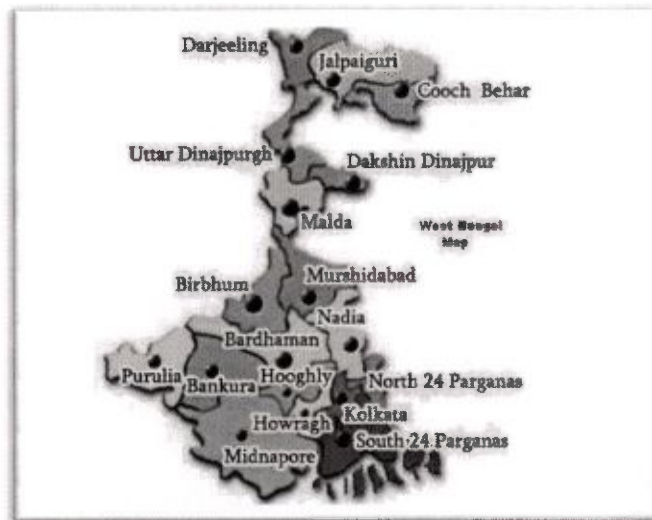 Darjeeling
Jalpaiguri
Cooch Behar
Uttar Dinajpurgh
Dakshin Dinajpur
Malda
West Bengal
Map
Birbhum
Murshidabad
Nadia
Bardhaman
Purulia
Bankura
Hooghly
North 24 Parganas
Kolkata
Howragh
South 24 Parganas
Midnapore